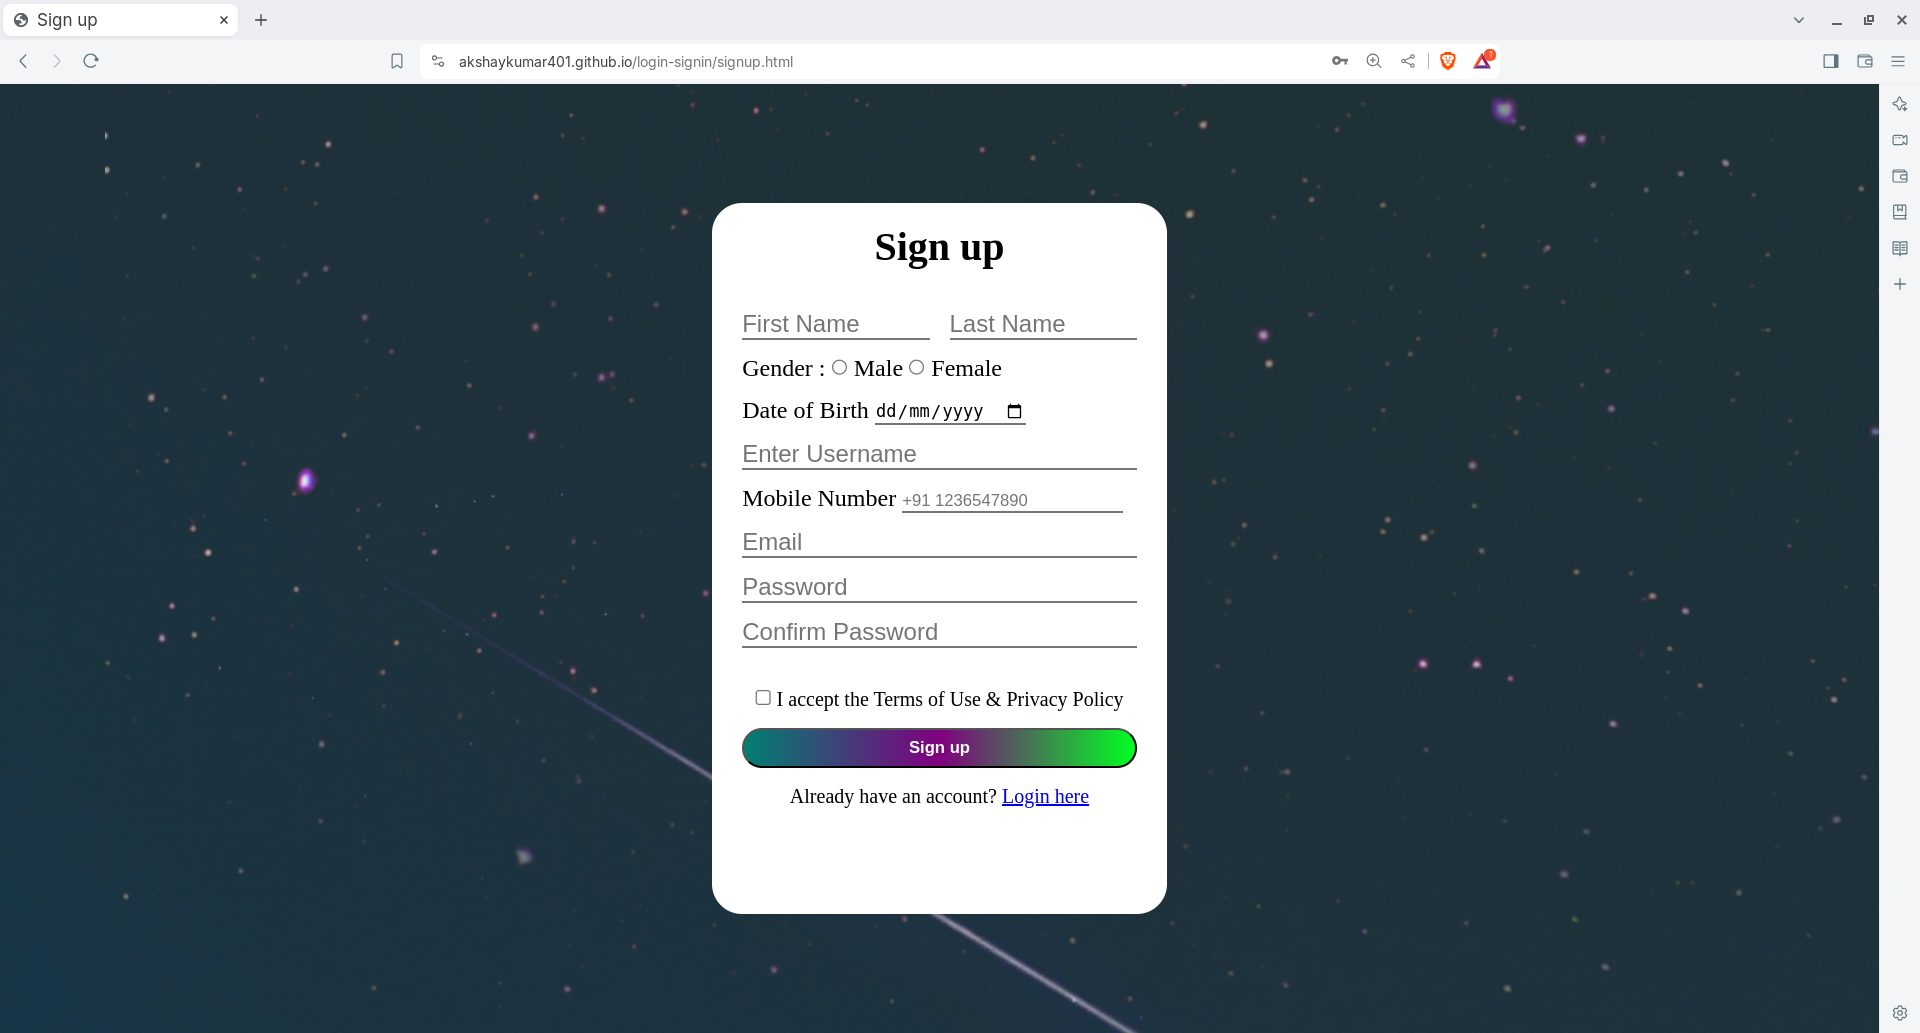 Sign up
akshaykumar401.github.io/login-signin/signup.html
1
Sign up
First Name Last Name
Gender : Male Female
Date of Birth dd/mm/yyyy
Enter Username
Mobile Number +91 1236547890
Email
Password
Confirm Password
I accept the Terms of Use & Privacy Policy
Sign up
Already have an account? Login here